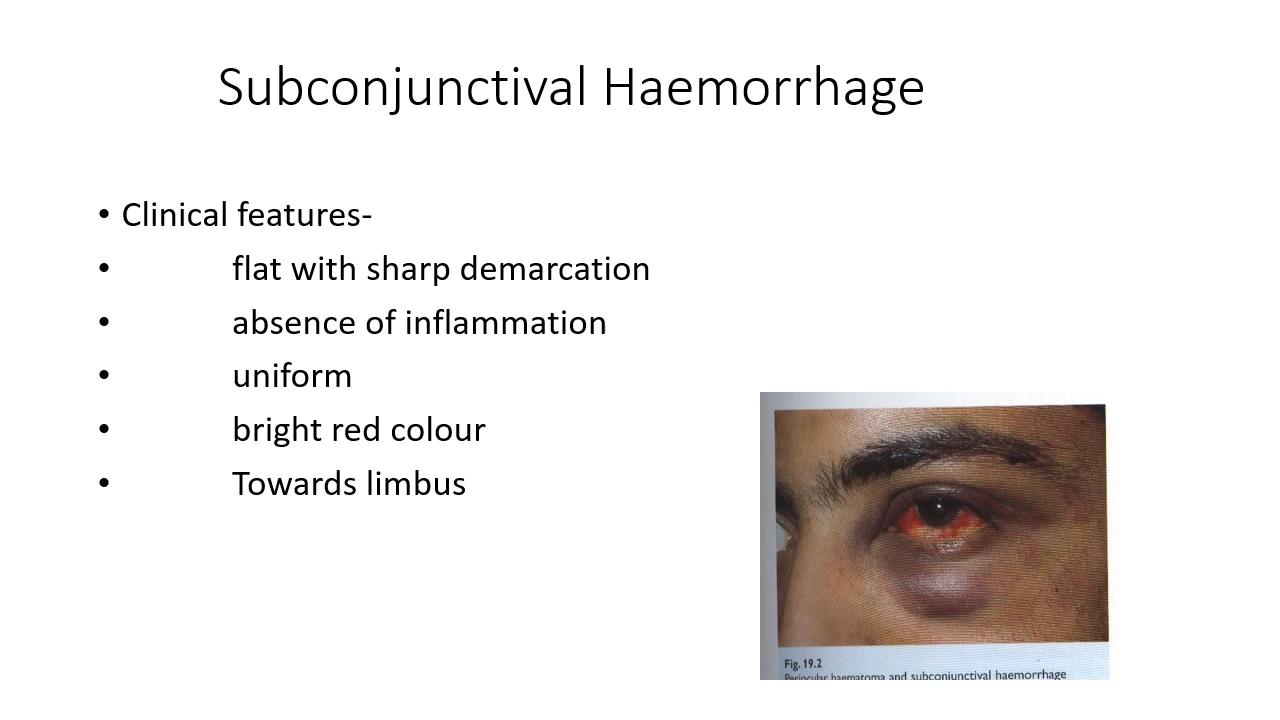 Subconjunctival Haemorrhage
• Clinical features-
• flat with sharp demarcation
• absence of inflammation
• uniform
• bright red colour
• Towards limbus
Fig. 19.2
Periocular haematoma and subconjunctival haemorrhage